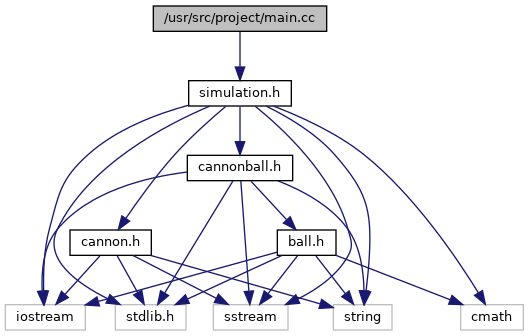 /usr/src/project/main.cc
simulation.h
cannonball.h
cannon.h
ball.h
iostream
stdlib.h
sstream
string
cmath